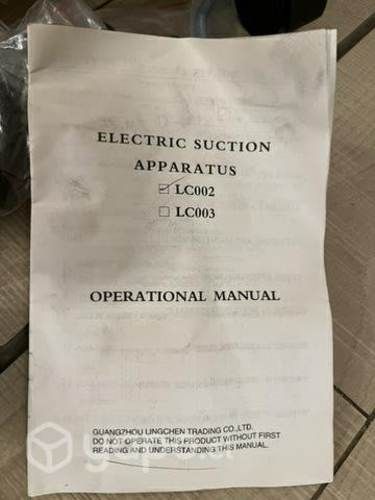 ELECTRIC SUCTION
APPARATUS
☑ LC002
☐ LC003
OPERATIONAL MANUAL
GUANGZHOU LINGCHEN TRADING CO.,LTD.
DO NOT OPERATE THIS PRODUCT WITHOUT FIRST
READING AND UNDERSTANDING THIS MANUAL.